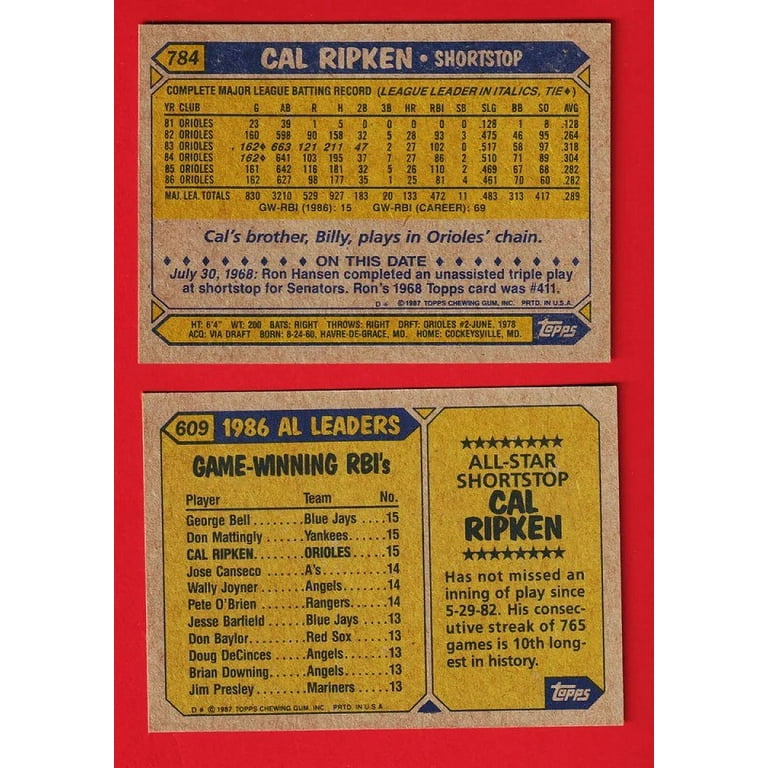 784 CAL RIPKEN • SHORTSTOP
COMPLETE MAJOR LEAGUE BATTING RECORD (LEAGUE LEADER IN ITALICS, TIE♦)
YR CLUB G AB R H 2B 3B HR RBI SB SLG BB SO AVG
81 ORIOLES 23 39 1 5 0 0 0 0 0 .128 1 8 .128
82 ORIOLES 160 598 90 158 32 5 28 93 3 .475 46 95 .264
83 ORIOLES 162♦ 663 121 211 47 2 27 102 0 .517 58 97 .318
84 ORIOLES 162♦ 641 103 195 37 7 27 86 2 .510 71 89 .304
85 ORIOLES 161 642 116 181 32 5 26 110 2 .469 67 68 .282
86 ORIOLES 162 627 98 177 35 1 25 81 4 .461 70 60 .282
MAJ. LEA. TOTALS 830 3210 529 927 183 20 133 472 11 .483 313 417 .289
GW-RBI (1986): 15 GW-RBI (CAREER): 69
Cal's brother, Billy, plays in Orioles' chain.
♦ ♦ ♦ ♦ ♦ ♦ ♦ ♦ ON THIS DATE ♦ ♦ ♦ ♦ ♦ ♦ ♦ ♦
July 30, 1968: Ron Hansen completed an unassisted triple play
at shortstop for Senators. Ron's 1968 Topps card was #411.
D* ©1987 TOPPS CHEWING GUM, INC. PRTD. IN U.S.A.
HT: 6'4" WT: 200 BATS: RIGHT THROWS: RIGHT DRFT: ORIOLES #2-JUNE, 1978
ACQ: VIA DRAFT BORN: 8-24-60, HAVRE-DE-GRACE, MD. HOME: COCKEYSVILLE, MD.
Topps
609 1986 AL LEADERS
GAME-WINNING RBI's
Player Team No.
George Bell........Blue Jays ....15
Don Mattingly ......Yankees.....15
CAL RIPKEN........ORIOLES.....15
Jose Canseco ......A's ..........14
Wally Joyner.......Angels.......14
Pete O'Brien .......Rangers.....14
Jesse Barfield ......Blue Jays ....13
Don Baylor.........Red Sox .....13
Doug DeCinces .....Angels.......13
Brian Downing......Angels.......13
Jim Presley.........Mariners ....13
D* ©1987 TOPPS CHEWING GUM, INC. PRTD. IN U.S.A.
★★★★★★★★
ALL-STAR
SHORTSTOP
CAL
RIPKEN
★★★★★★★★
Has not missed an
inning of play since
5-29-82. His consec-
utive streak of 765
games is 10th long-
est in history.
Topps